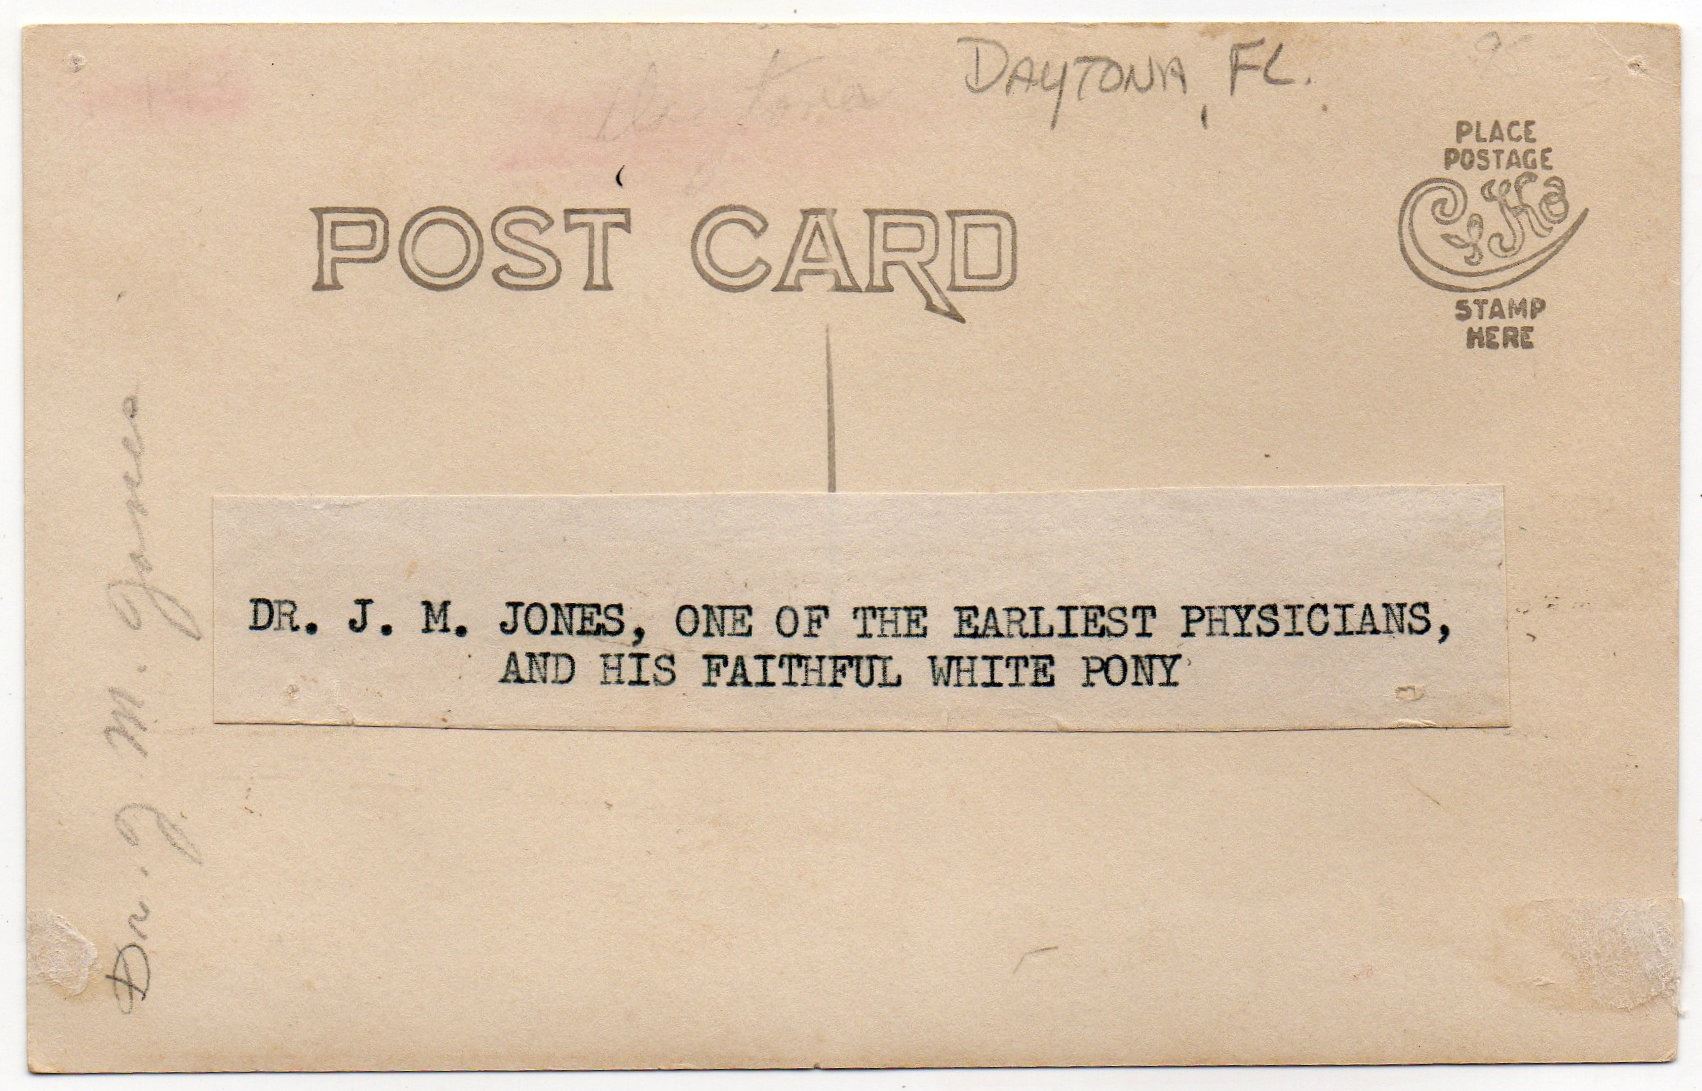 Daytona
DAYTONA, FL.
PLACE
POSTAGE
CYKO
STAMP
HERE
POST CARD
Dr. J. M. Jones
DR. J. M. JONES, ONE OF THE EARLIEST PHYSICIANS,
AND HIS FAITHFUL WHITE PONY